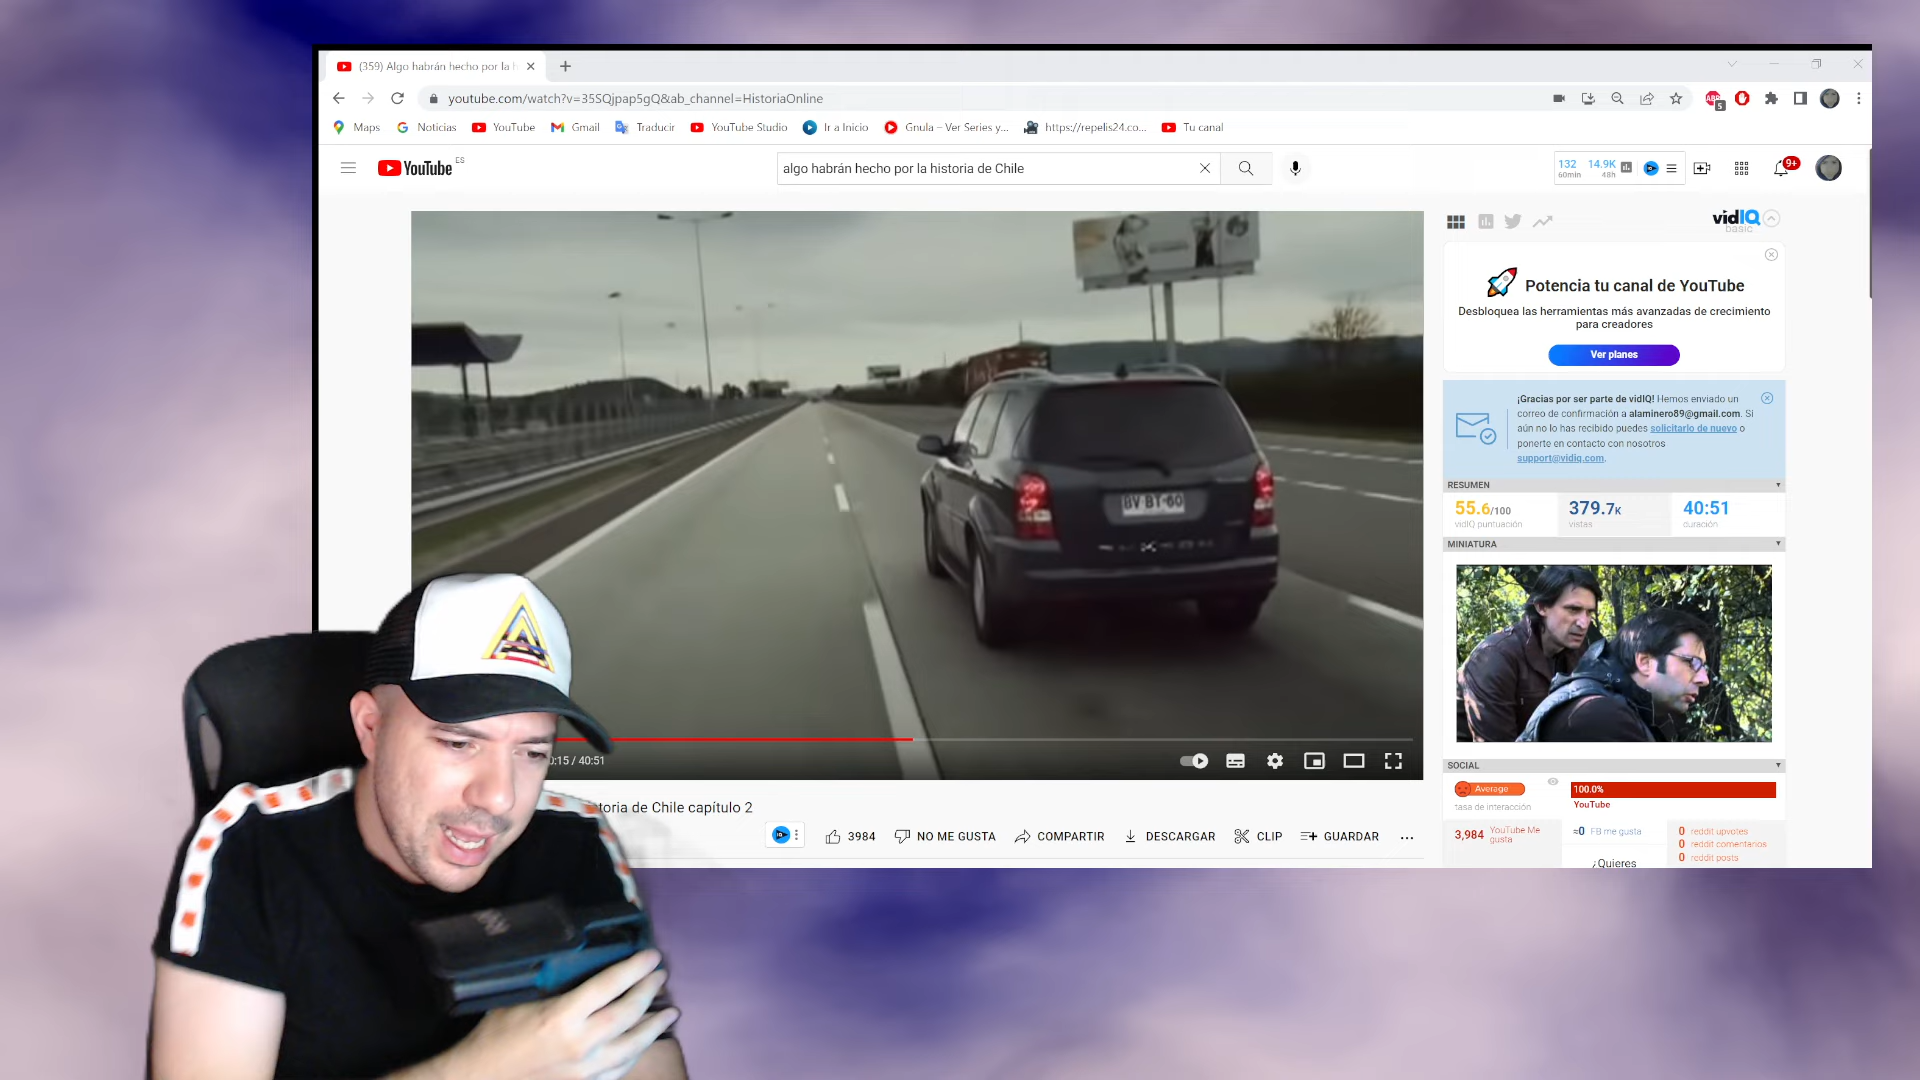 (359) Algo habrán hecho por la h
youtube.com/watch?v=35SQjpap5gQ&ab_channel=HistoriaOnline
5
Maps
Noticias
YouTube
Gmail
Traducir
YouTube Studio
Ir a Inicio
Gnula – Ver Series y...
https://repelis24.co...
Tu canal
YouTube
ES
algo habrán hecho por la historia de Chile
132
60min
14.9K
48h
9+
vidIQ
basic
Potencia tu canal de YouTube
Desbloquea las herramientas más avanzadas de crecimiento
para creadores
Ver planes
¡Gracias por ser parte de vidIQ! Hemos enviado un
correo de confirmación a alaminero89@gmail.com. Si
aún no lo has recibido puedes solicitarlo de nuevo o
ponerte en contacto con nosotros
support@vidiq.com.
RESUMEN
55.6/100
vidIQ puntuación
379.7K
vistas
40:51
duración
MINIATURA
BV BT 60
:15 / 40:51
toria de Chile capítulo 2
3984
NO ME GUSTA
COMPARTIR
DESCARGAR
CLIP
GUARDAR
SOCIAL
Average
tasa de interacción
100.0%
YouTube
3,984
YouTube Me
gusta
≈0 FB me gusta
¿Quieres
0 reddit upvotes
0 reddit comentarios
0 reddit posts